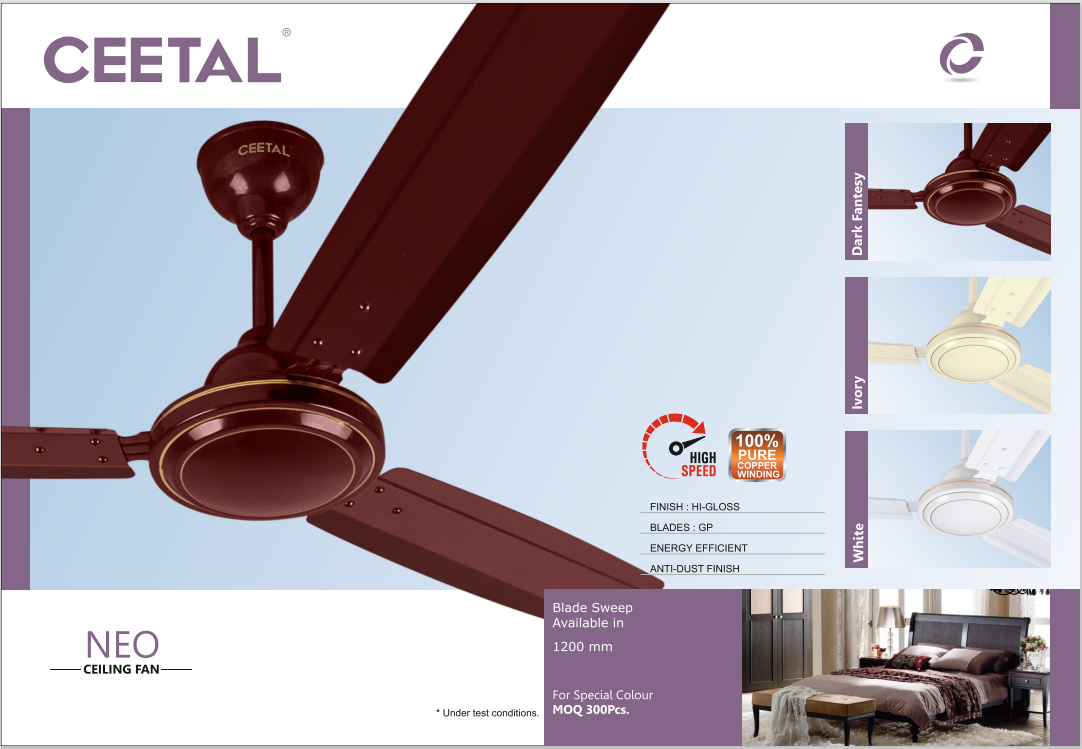 CEETAL®
CEETAL
Dark Fantesy
Ivory
White
HIGH
SPEED
100%
PURE
COPPER
WINDING
FINISH : HI-GLOSS
BLADES : GP
ENERGY EFFICIENT
ANTI-DUST FINISH
NEO
CEILING FAN
* Under test conditions.
Blade Sweep
Available in
1200 mm
For Special Colour
MOQ 300Pcs.